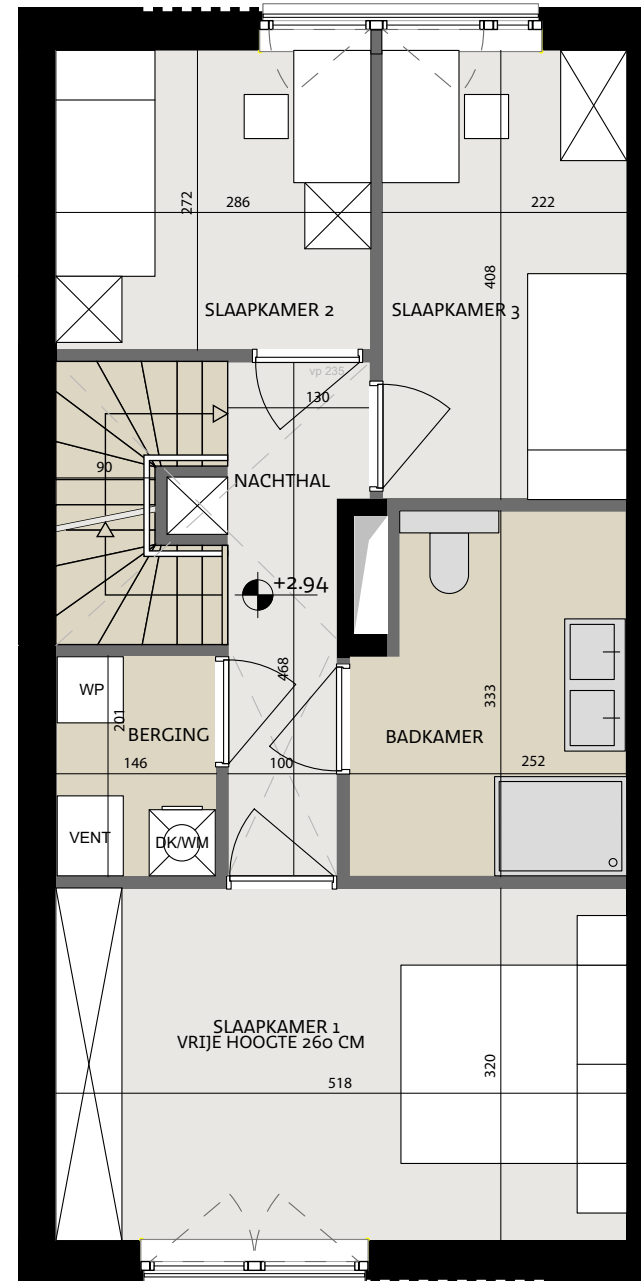 272
286
222
408
SLAAPKAMER 2
SLAAPKAMER 3
vp 235
130
90
NACHTHAL
+2.94
468
WP
201
BERGING
333
BADKAMER
146
100
252
VENT
DK/WM
SLAAPKAMER 1
VRIJE HOOGTE 260 CM
320
518